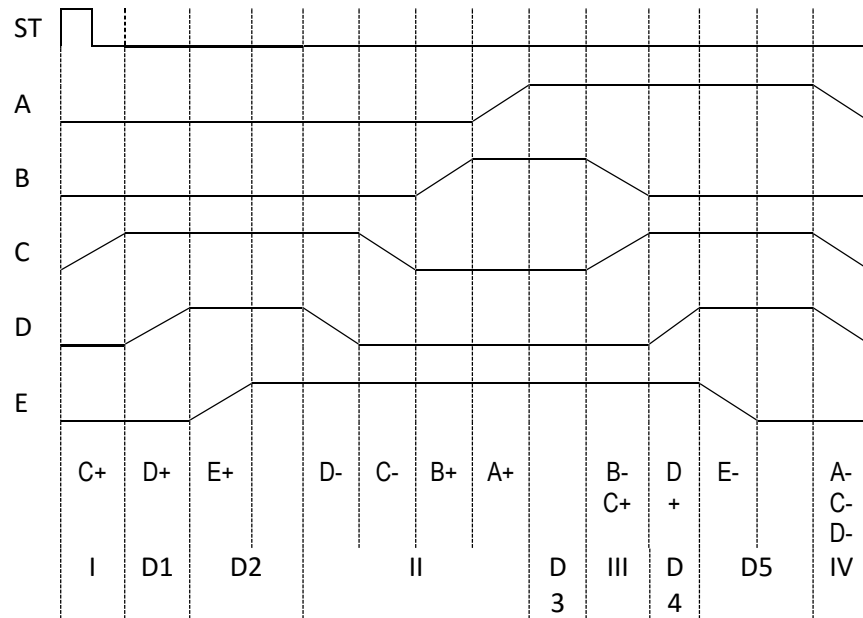 ST
A
B
C
D
E
C+ D+ E+ D- C- B+ A+ B- D E- A-
C+ + C-
D-
I D1 D2 II D III D D5 IV
3 4